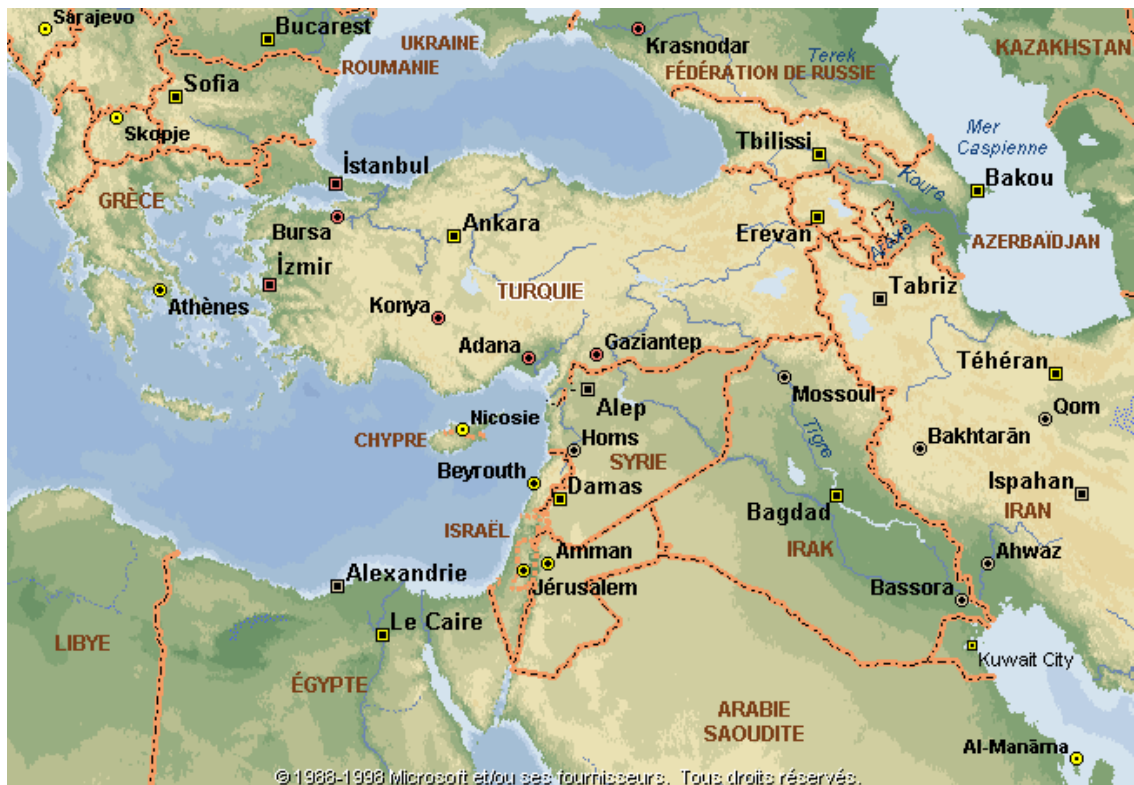 Sarajevo
Bucarest
UKRAINE
Krasnodar
Terek
KAZAKHSTAN
ROUMANIE
FÉDÉRATION DE RUSSIE
Sofia
Skopje
Tbilissi
Mer
Caspienne
İstanbul
Koura
Bakou
GRÈCE
Bursa
Ankara
Erevan
Araxe
AZERBAÏDJAN
İzmir
Athènes
Konya
TURQUIE
Tabriz
Adana
Gaziantep
Téhéran
Alep
Mossoul
Qom
Nicosie
CHYPRE
Homs
SYRIE
Tigre
Bakhtarān
Beyrouth
Damas
Bagdad
Ispahan
IRAN
ISRAËL
Amman
IRAK
Ahwaz
Alexandrie
Jérusalem
Bassora
Le Caire
LIBYE
Kuwait City
ÉGYPTE
ARABIE
SAOUDITE
Al-Manāma
© 1988-1998 Microsoft et/ou ses fournisseurs. Tous droits réservés.